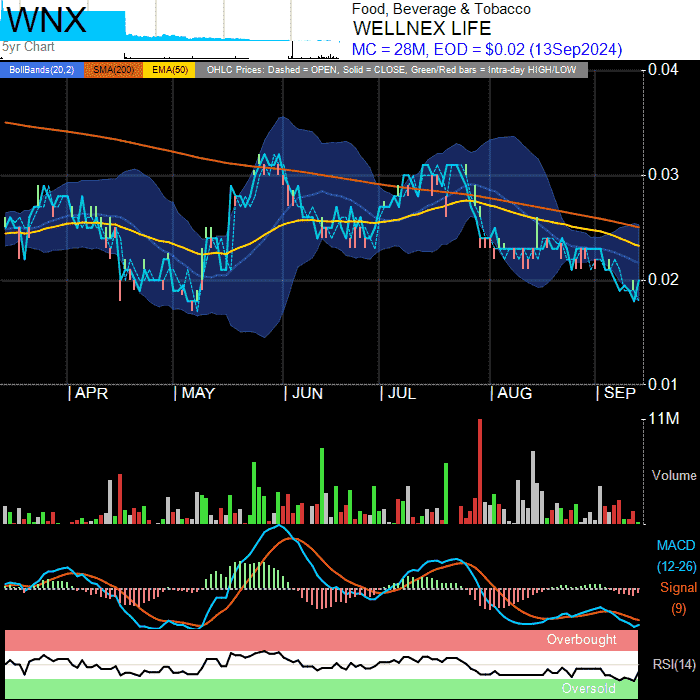 WNX
Food, Beverage & Tobacco
WELLNEX LIFE
5yr Chart
MC = 28M, EOD = $0.02 (13Sep2024)
BollBands(20,2) SMA(200) EMA(50) OHLC Prices: Dashed = OPEN, Solid = CLOSE, Green/Red bars = Intra-day HIGH/LOW
0.04
0.03
0.02
0.01
| APR | MAY | JUN | JUL | AUG | SEP
11M
Volume
MACD
(12-26)
Signal
(9)
Overbought
RSI(14)
Oversold